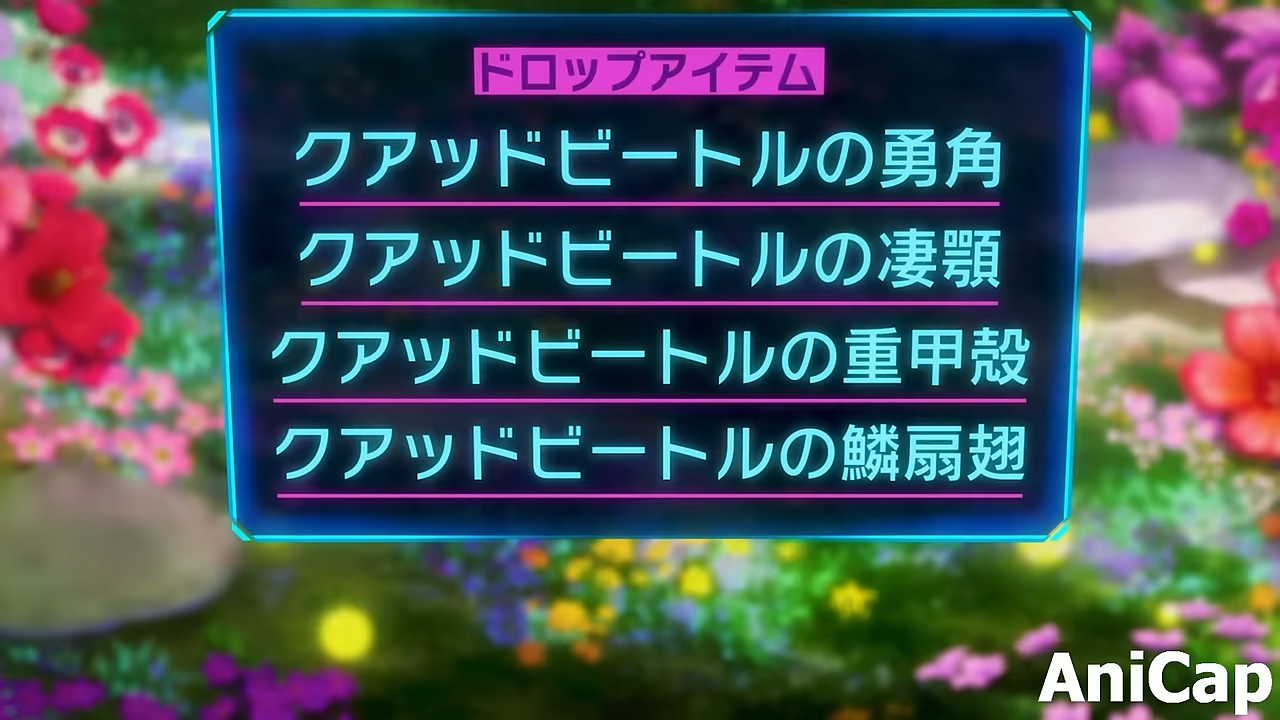 ドロップアイテム
クアッドビートルの勇角
クアッドビートルの凄顎
クアッドビートルの重甲殻
クアッドビートルの鱗扇翅
AniCap